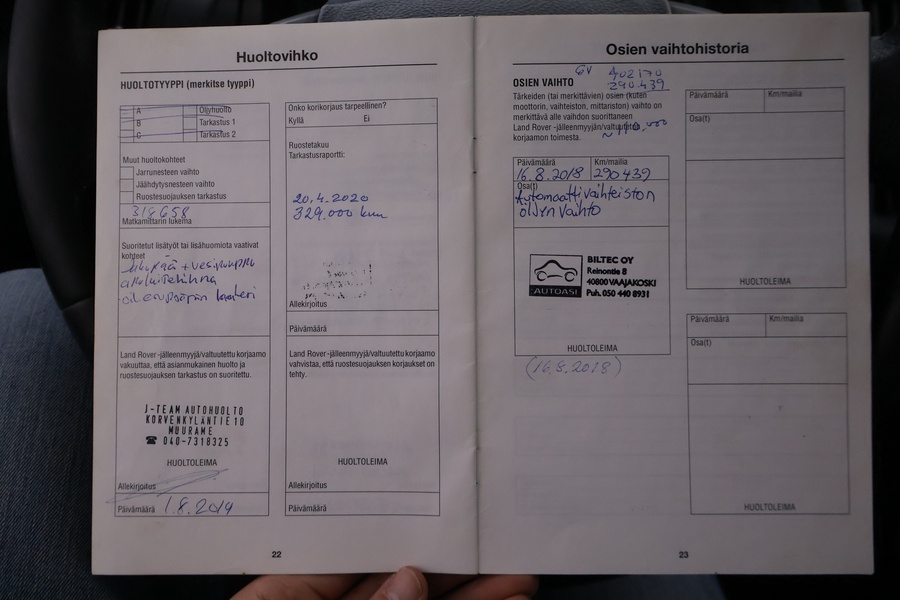 Huoltovihko
HUOLTOTYYPPI (merkitse tyyppi)
A Öljyhuolto
B Tarkastus 1
C Tarkastus 2
Muut huoltokohteet
Jarrunesteen vaihto
Jäähdytysnesteen vaihto
Ruostesuojauksen tarkastus
318658
Matkamittarin lukema
Suoritetut lisätyöt tai lisähuomiota vaativat
kohteet
+ vesipumppu
Land Rover -jälleenmyyjä/valtuutettu korjaamo
vakuuttaa, että asianmukainen huolto ja
ruostesuojauksen tarkastus on suoritettu.
J-TEAM AUTOHUOLTO
KORVENKYLÄNTIE 10
MUURAME
☎ 040-7318325
HUOLTOLEIMA
Allekirjoitus
Päivämäärä 1.8.2019
22
Onko korikorjaus tarpeellinen?
Kyllä Ei
Ruostetakuu
Tarkastusraportti:
20.4.2020
329.000 km
Allekirjoitus
Päivämäärä
Land Rover -jälleenmyyjä/valtuutettu korjaamo
vahvistaa, että ruostesuojauksen korjaukset on
tehty.
HUOLTOLEIMA
Allekirjoitus
Päivämäärä
Osien vaihtohistoria
402170
290.439
OSIEN VAIHTO
Tärkeiden (tai merkittävien) osien (kuten
moottorin, vaihteiston, mittariston) vaihto on
merkittävä alle vaihdon suorittaneen
Land Rover -jälleenmyyjän/valtuutetun
korjaamon toimesta.
Päivämäärä Km/mailia
16.8.2018 290439
Osa(t)
Automaattivaihteiston
öljyn vaihto
BILTEC OY
Reinontie 8
40800 VAAJAKOSKI
Puh. 050 440 8931
AUTOASI
HUOLTOLEIMA
(16.8.2018)
Päivämäärä Km/mailia
Osa(t)
HUOLTOLEIMA
Päivämäärä Km/mailia
Osa(t)
HUOLTOLEIMA
23